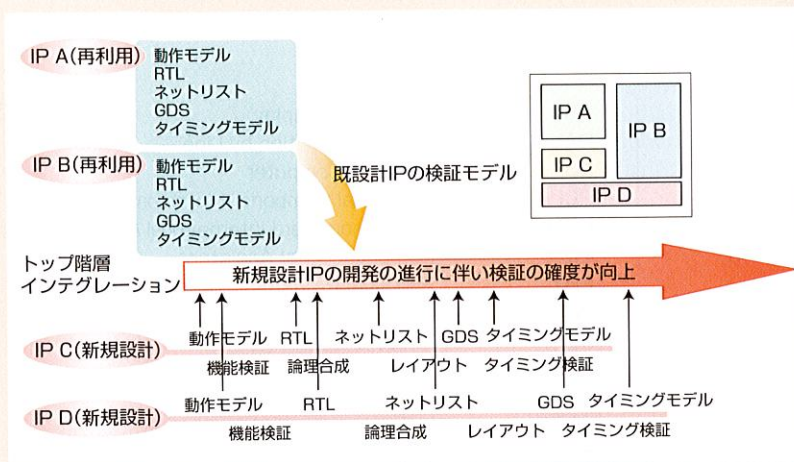 IP A(再利用)
動作モデル
RTL
ネットリスト
GDS
タイミングモデル
IP B(再利用)
動作モデル
RTL
ネットリスト
GDS
タイミングモデル
既設計IPの検証モデル
IP A
IP B
IP C
IP D
トップ階層
インテグレーション
新規設計IPの開発の進行に伴い検証の確度が向上
動作モデル RTL ネットリスト GDS タイミングモデル
IP C(新規設計)
機能検証 論理合成 レイアウト タイミング検証
動作モデル RTL ネットリスト GDS タイミングモデル
IP D(新規設計)
機能検証 論理合成 レイアウト タイミング検証